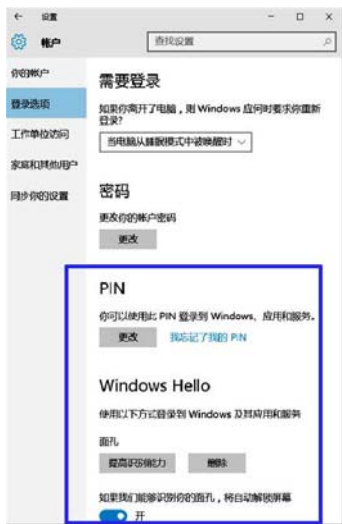 设置
帐户
查找设置
你的帐户
登录选项
工作单位访问
家庭和其他用户
同步你的设置
需要登录
如果你离开了电脑，则 Windows 应何时要求你重新
登录?
当电脑从睡眠模式中被唤醒时
密码
更改你的帐户密码
更改
PIN
你可以使用此 PIN 登录到 Windows、应用和服务。
更改
我忘记了我的 PIN
Windows Hello
使用以下方式登录到 Windows 及其应用和服务
面孔
提高识别能力
删除
如果我们能够识别你的面孔，将自动解锁屏幕
开